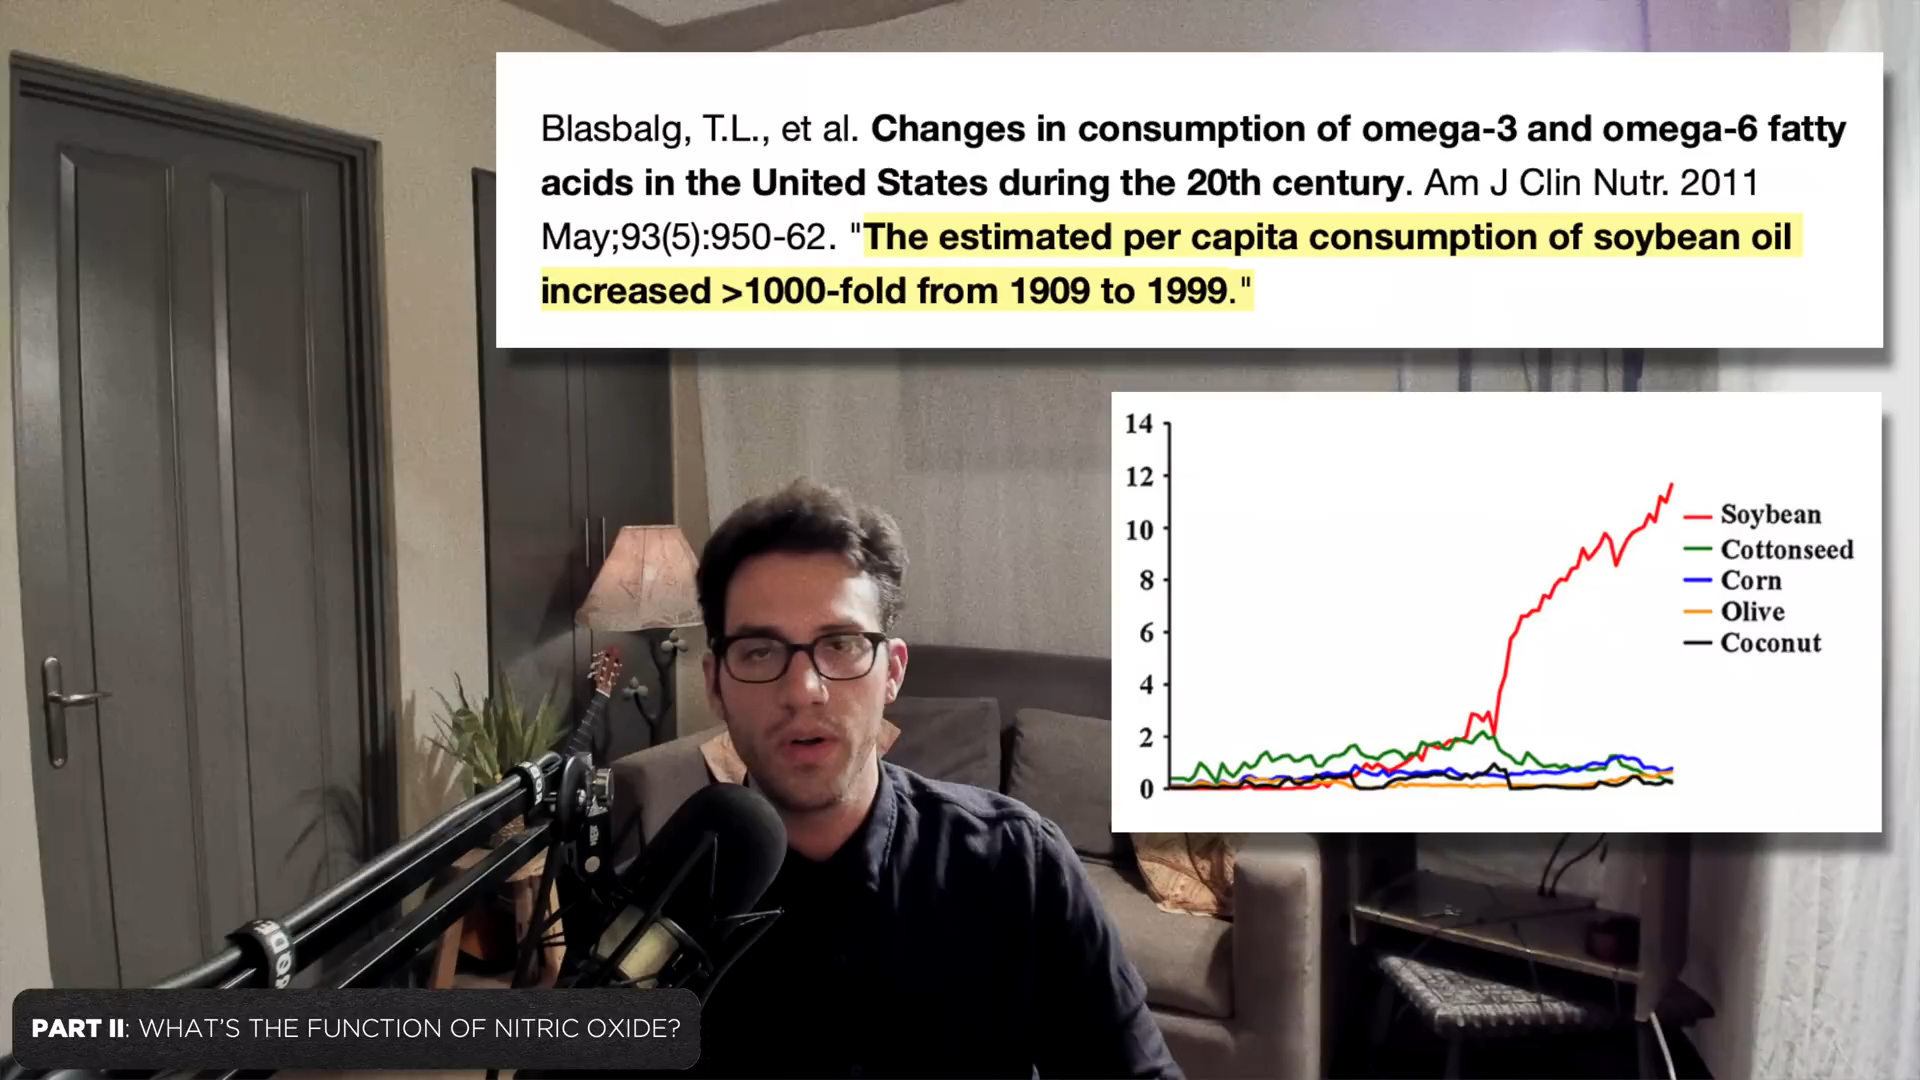 Blasbalg, T.L., et al. Changes in consumption of omega-3 and omega-6 fatty
acids in the United States during the 20th century. Am J Clin Nutr. 2011
May;93(5):950-62. "The estimated per capita consumption of soybean oil
increased >1000-fold from 1909 to 1999."
14
12
10
8
6
4
2
0
Soybean
Cottonseed
Corn
Olive
Coconut
PART II: WHAT'S THE FUNCTION OF NITRIC OXIDE?